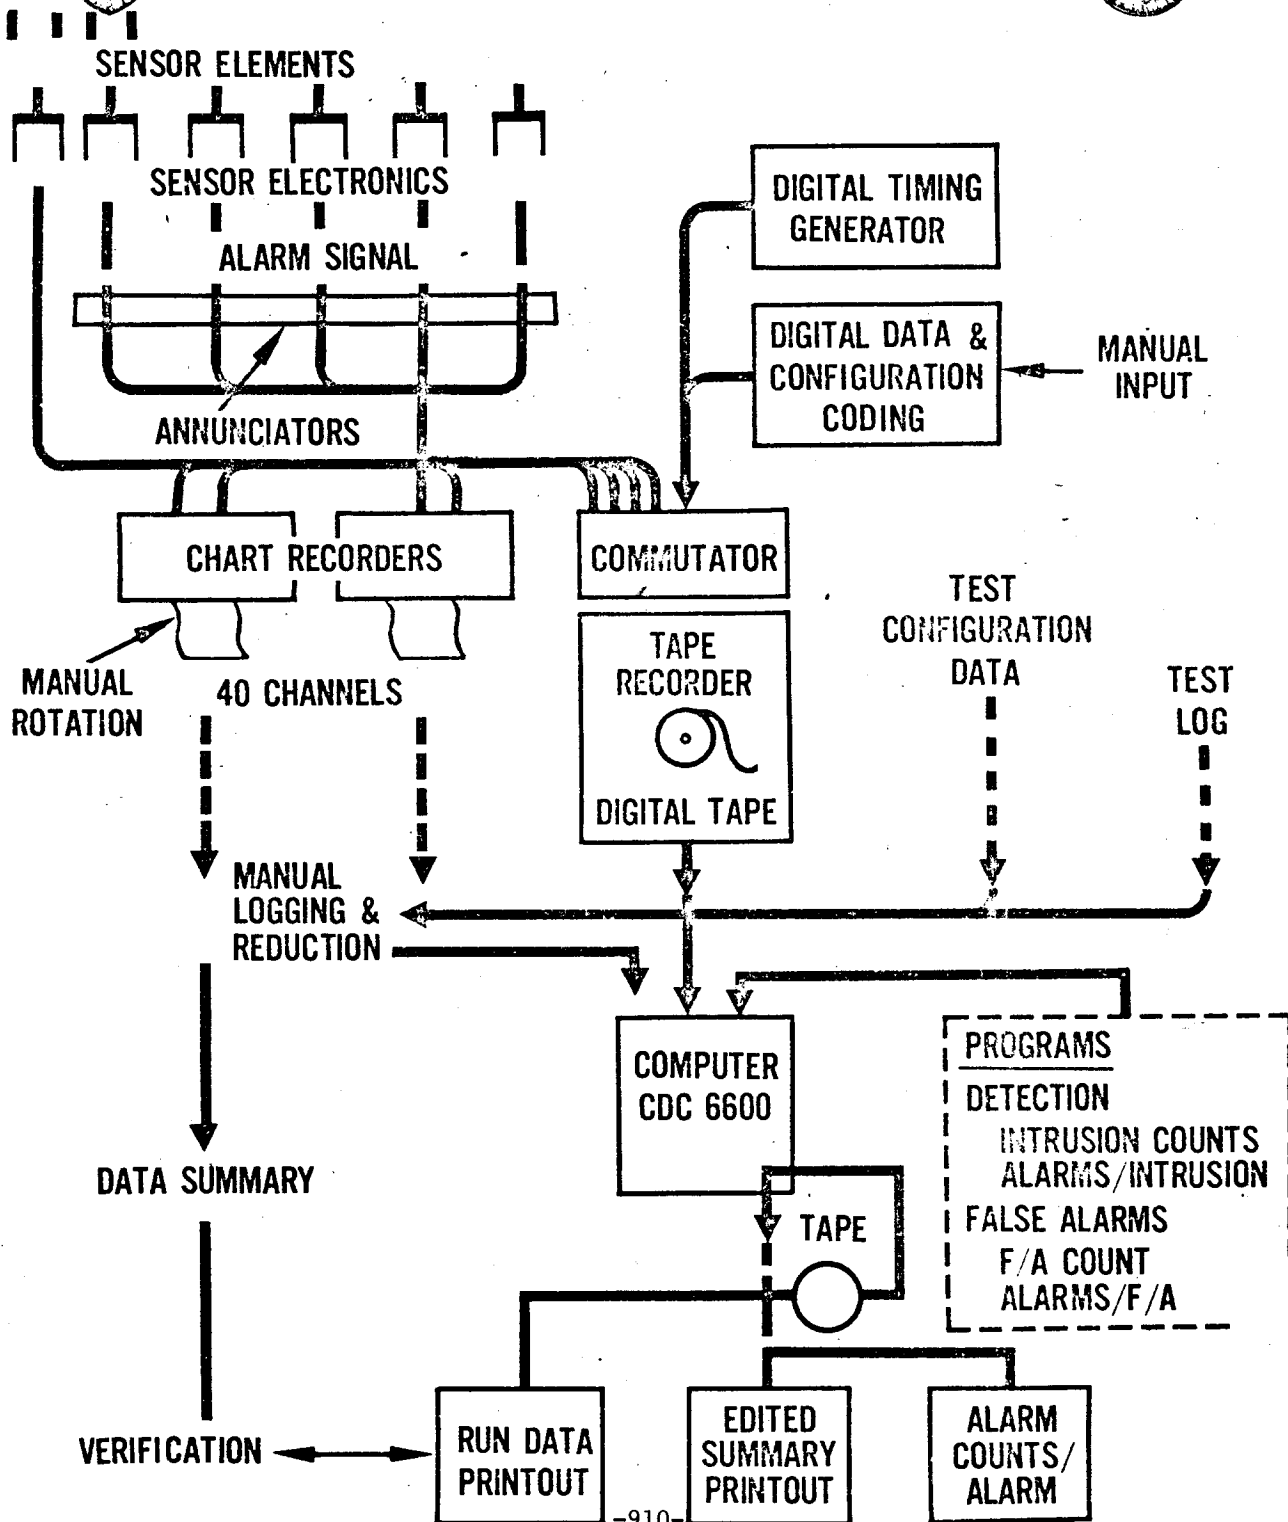 SENSOR ELEMENTS
SENSOR ELECTRONICS
ALARM SIGNAL
ANNUNCIATORS
DIGITAL TIMING
GENERATOR
DIGITAL DATA &
CONFIGURATION
CODING
MANUAL
INPUT
CHART RECORDERS
COMMUTATOR
MANUAL
ROTATION
40 CHANNELS
TAPE
RECORDER
DIGITAL TAPE
TEST
CONFIGURATION
DATA
TEST
LOG
MANUAL
LOGGING &
REDUCTION
COMPUTER
CDC 6600
PROGRAMS
DETECTION
INTRUSION COUNTS
ALARMS/INTRUSION
FALSE ALARMS
F/A COUNT
ALARMS/F/A
DATA SUMMARY
TAPE
VERIFICATION
RUN DATA
PRINTOUT
EDITED
SUMMARY
PRINTOUT
ALARM
COUNTS/
ALARM
-910-